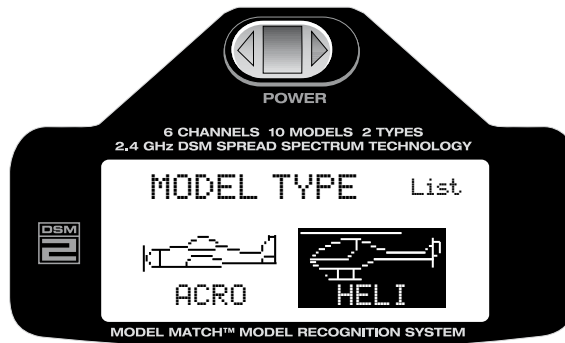 POWER
6 CHANNELS 10 MODELS 2 TYPES
2.4 GHz DSM SPREAD SPECTRUM TECHNOLOGY
MODEL TYPE List
DSM
2
ACRO HELI
MODEL MATCH™ MODEL RECOGNITION SYSTEM